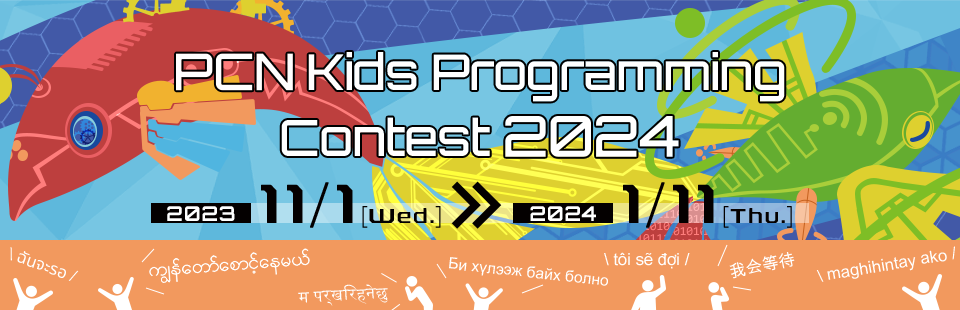 PCN Kids Programming
Contest 2024
2023 11/1 [Wed.] >> 2024 1/11 [Thu.]
\ ฉันจะรอ /
ကျွန်တော်စောင့်နေမယ်
म पर्खिरहनेछु
Би хүлээж байх болно
\ tôi sẽ đợi /
我会等待
\ maghihintay ako /